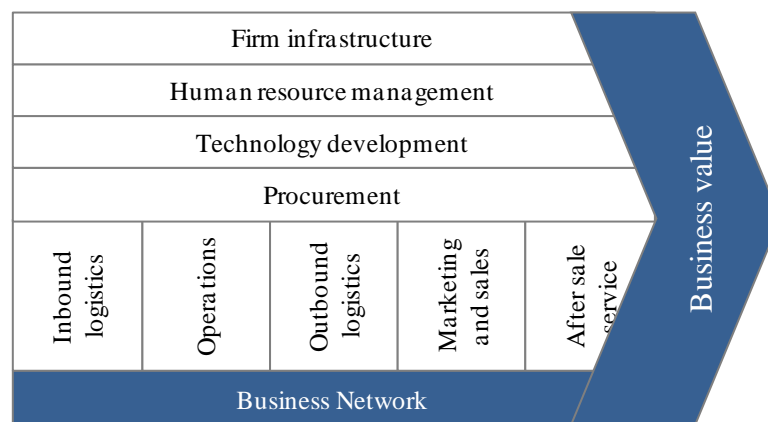 Firm infrastructure
Human resource management
Technology development
Procurement
Inbound
logistics
Operations
Outbound
logistics
Marketing
and sales
After sale
service
Business Network
Business value